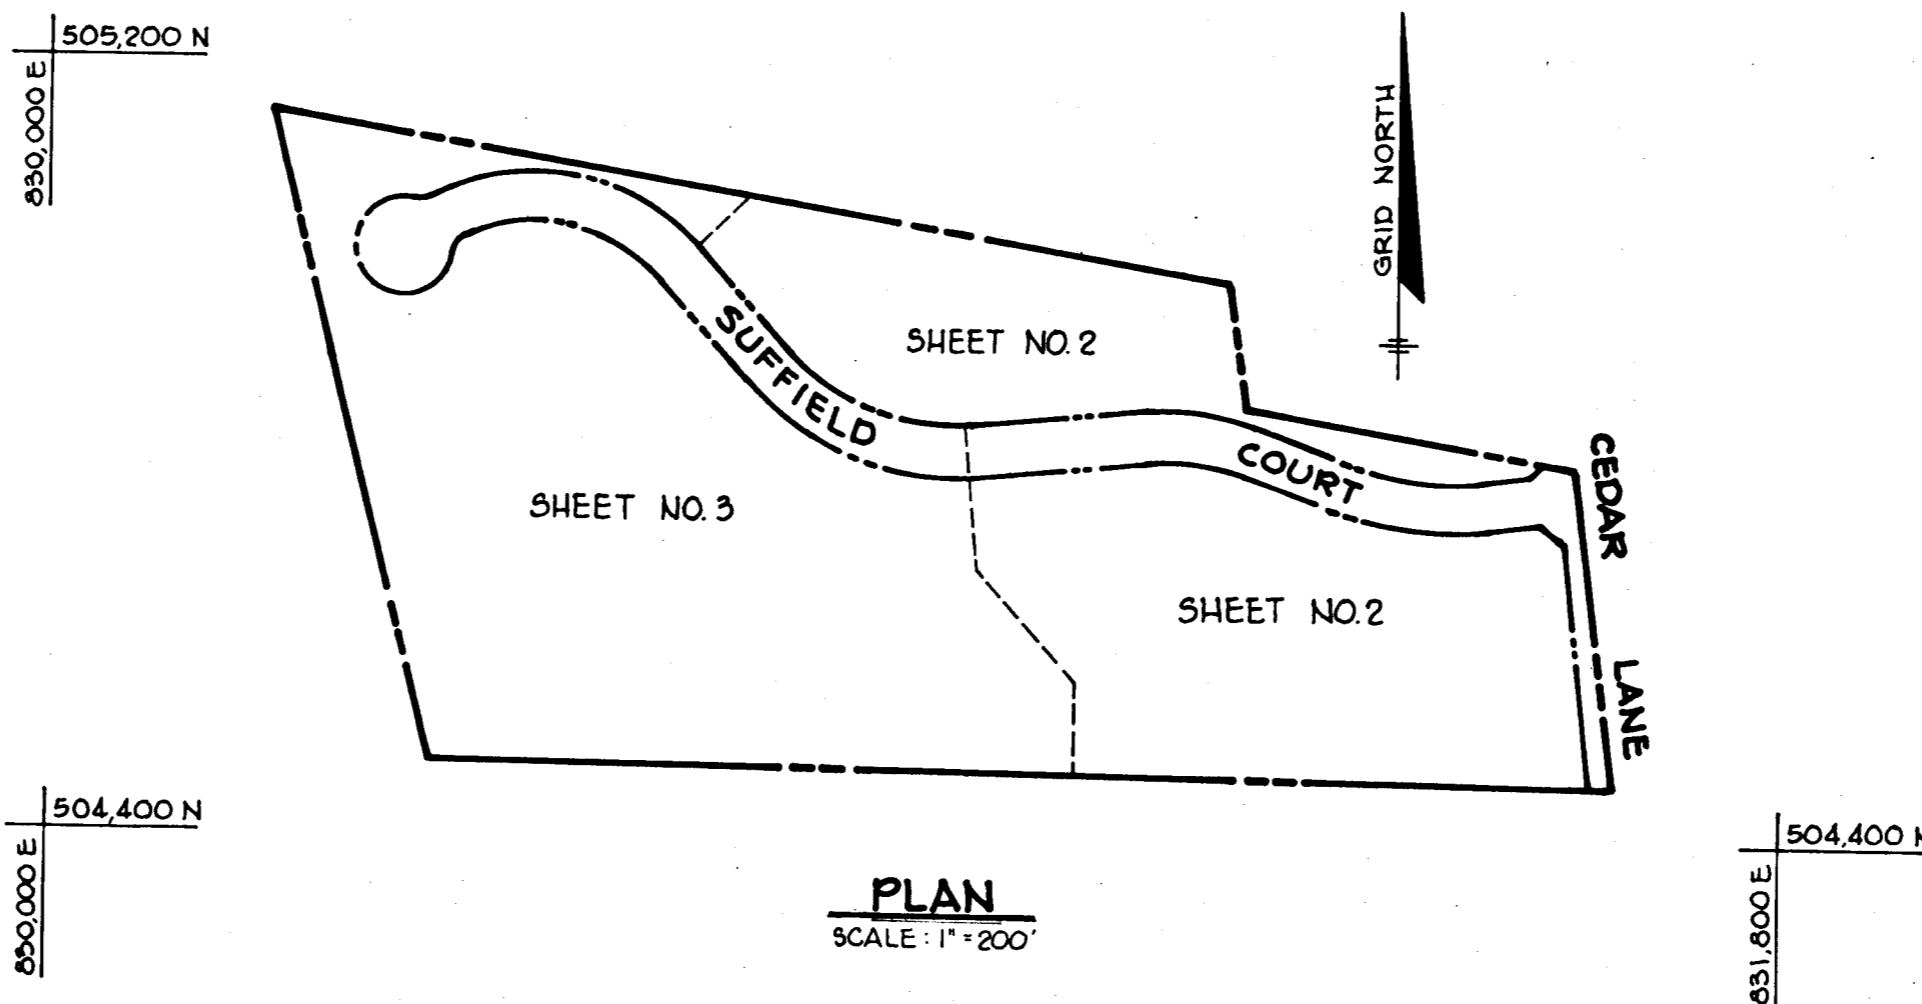 505,200 N
830,000 E
GRID NORTH
SHEET NO. 2
SUFFIELD
COURT
CEDAR
LANE
SHEET NO. 3
SHEET NO. 2
504,400 N
830,000 E
504,400 N
831,800 E
PLAN
SCALE : 1" = 200'